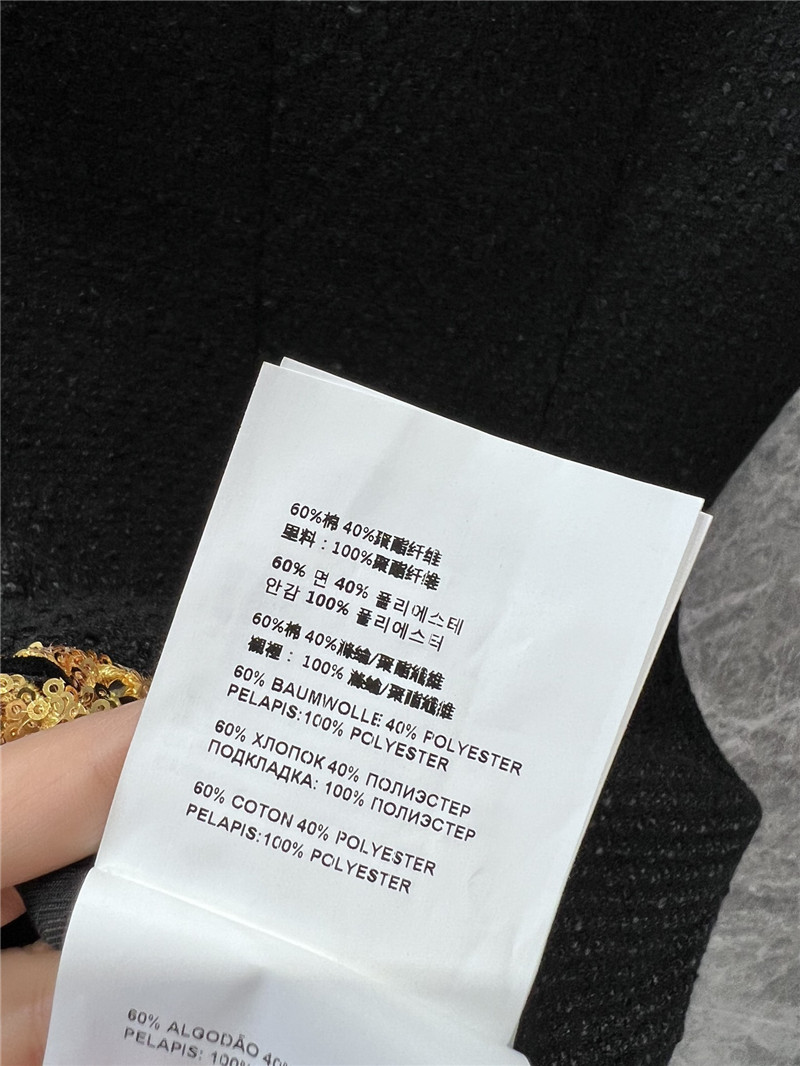 60%棉 40%聚酯纤维
里料：100%聚酯纤维
60% 면 40% 폴리에스테
안감 100% 폴리에스터
60%棉 40%滌綸/聚酯纖維
襯裡： 100% 滌綸/聚酯纖維
60% BAUMWOLLE 40% POLYESTER
PELAPIS:100% POLYESTER
60% ХЛОПОК 40% ПОЛИЭСТЕР
ПОДКЛАДКА: 100% ПОЛИЭСТЕР
60% COTON 40% POLYESTER
PELAPIS:100% POLYESTER
60% ALGODÃO 40%
PELAPIS: 100%